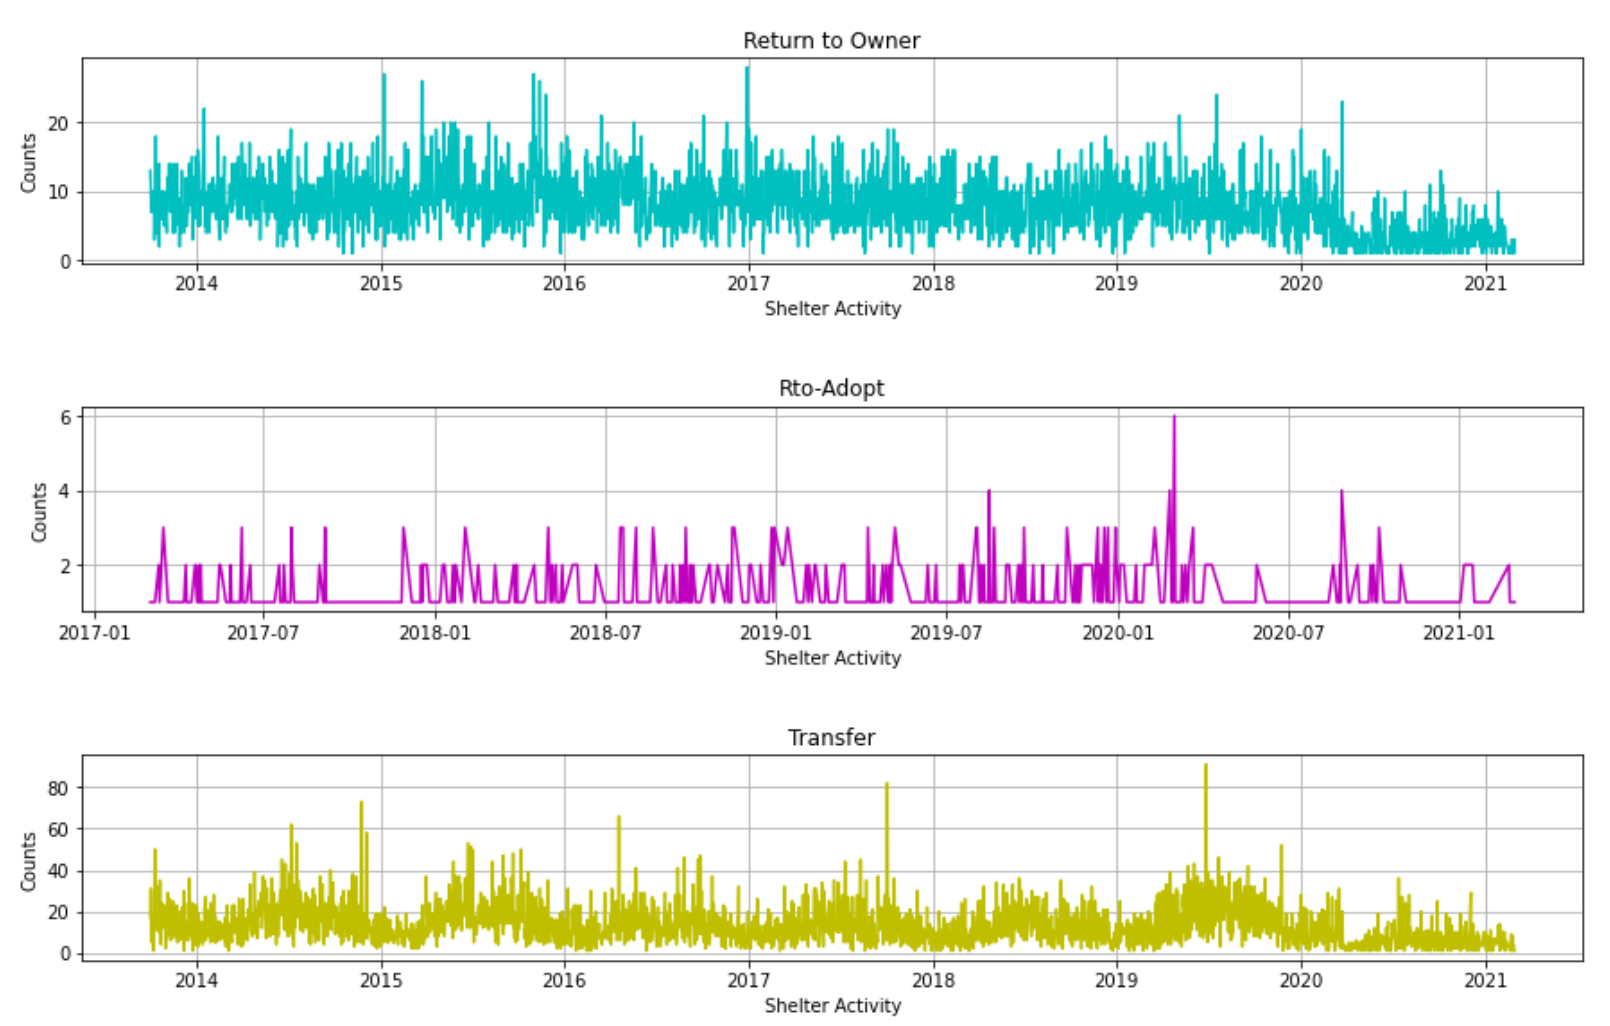 Return to Owner
Counts
20
10
0
2014 2015 2016 2017 2018 2019 2020 2021
Shelter Activity
Rto-Adopt
Counts
6
4
2
2017-01 2017-07 2018-01 2018-07 2019-01 2019-07 2020-01 2020-07 2021-01
Shelter Activity
Transfer
Counts
80
60
40
20
0
2014 2015 2016 2017 2018 2019 2020 2021
Shelter Activity